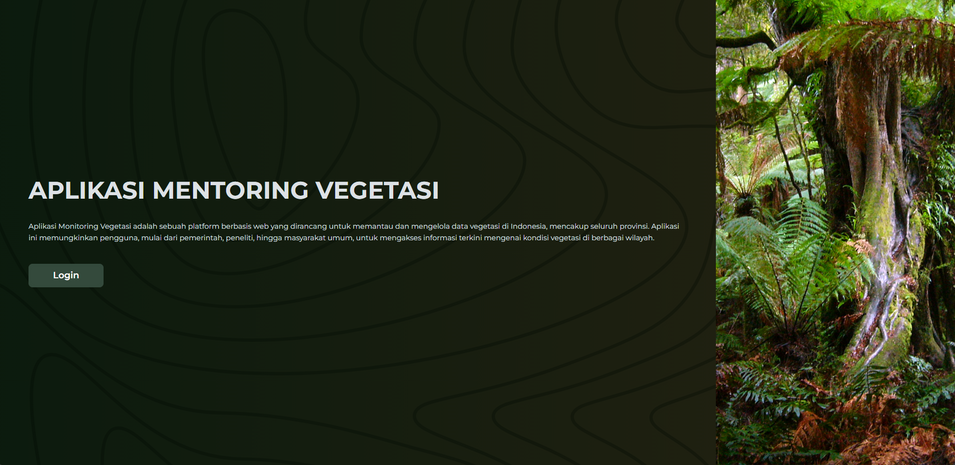 APLIKASI MENTORING VEGETASI
Aplikasi Monitoring Vegetasi adalah sebuah platform berbasis web yang dirancang untuk memantau dan mengelola data vegetasi di Indonesia, mencakup seluruh provinsi. Aplikasi
ini memungkinkan pengguna, mulai dari pemerintah, peneliti, hingga masyarakat umum, untuk mengakses informasi terkini mengenai kondisi vegetasi di berbagai wilayah.
Login